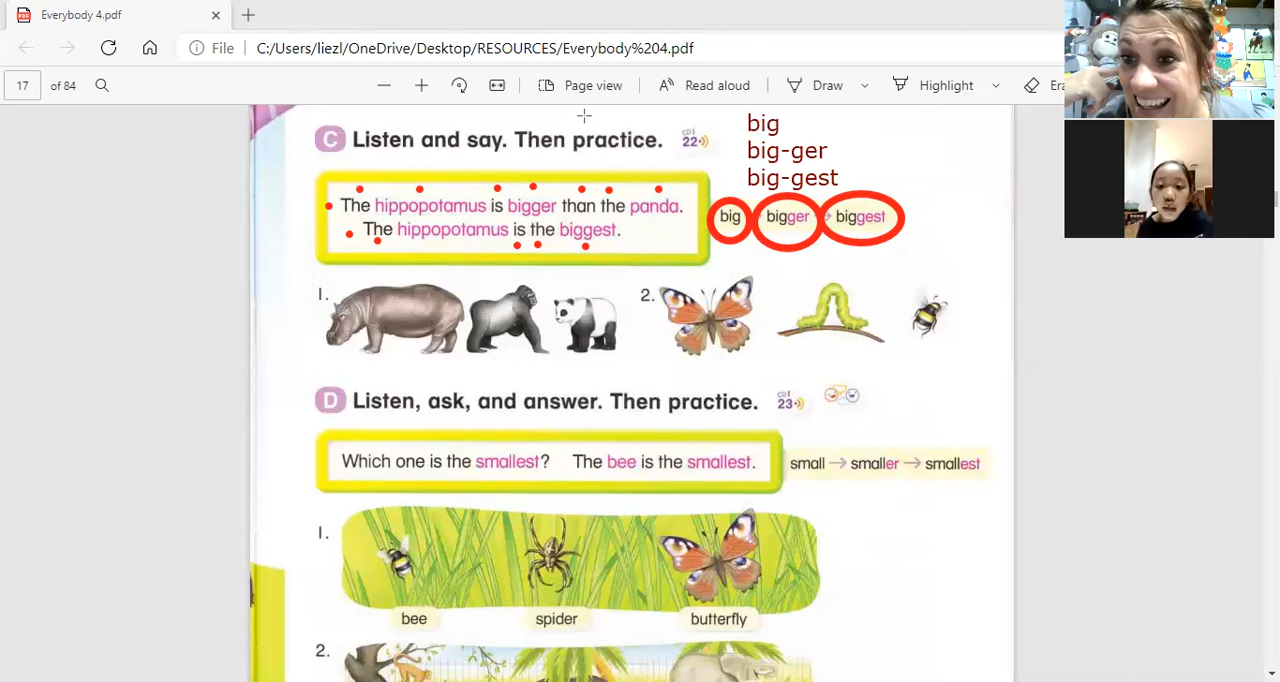 Everybody 4.pdf
File
C:/Users/liezl/OneDrive/Desktop/RESOURCES/Everybody%204.pdf
17 of 84
Page view
Read aloud
Draw
Highlight
Era
C Listen and say. Then practice. CD1 22
big
big-ger
big-gest
The hippopotamus is bigger than the panda.
The hippopotamus is the biggest.
big bigger → biggest
1.
2.
D Listen, ask, and answer. Then practice. CD1 23
Which one is the smallest? The bee is the smallest.
small → smaller → smallest
1.
bee spider butterfly
2.